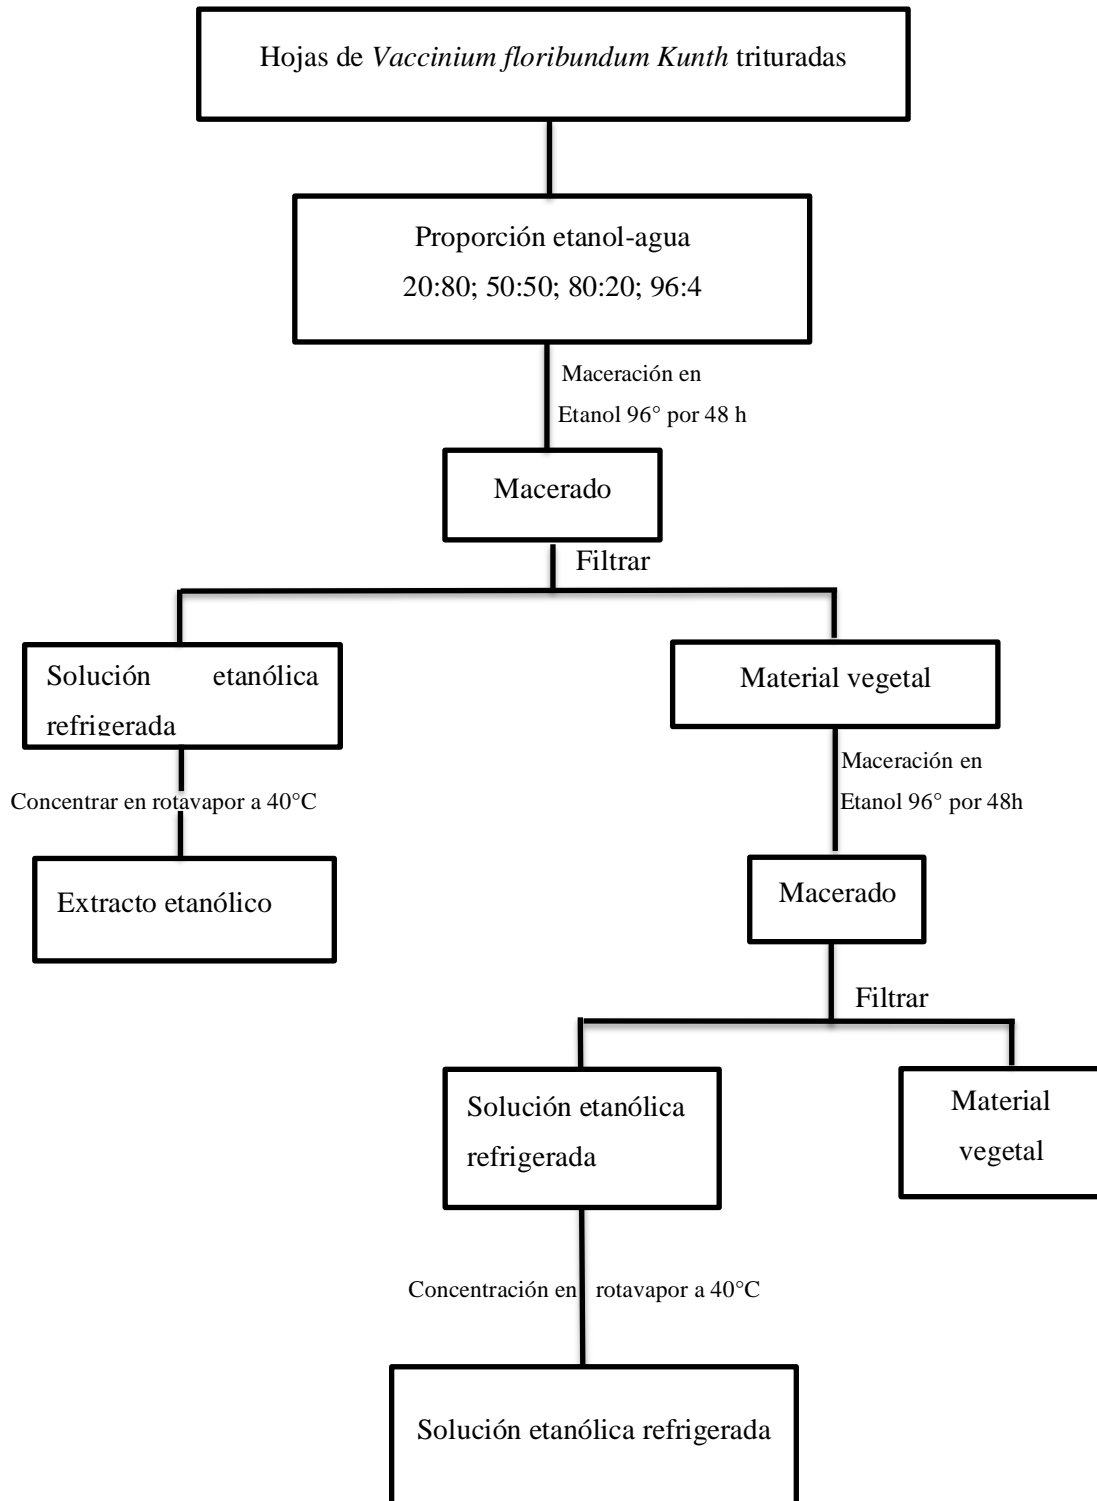 Hojas de Vaccinium floribundum Kunth trituradas
Proporción etanol-agua
20:80; 50:50; 80:20; 96:4
Maceración en
Etanol 96° por 48 h
Macerado
Filtrar
Solución etanólica
refrigerada
Concentrar en rotavapor a 40°C
Extracto etanólico
Material vegetal
Maceración en
Etanol 96° por 48h
Macerado
Filtrar
Solución etanólica
refrigerada
Material
vegetal
Concentración en rotavapor a 40°C
Solución etanólica refrigerada